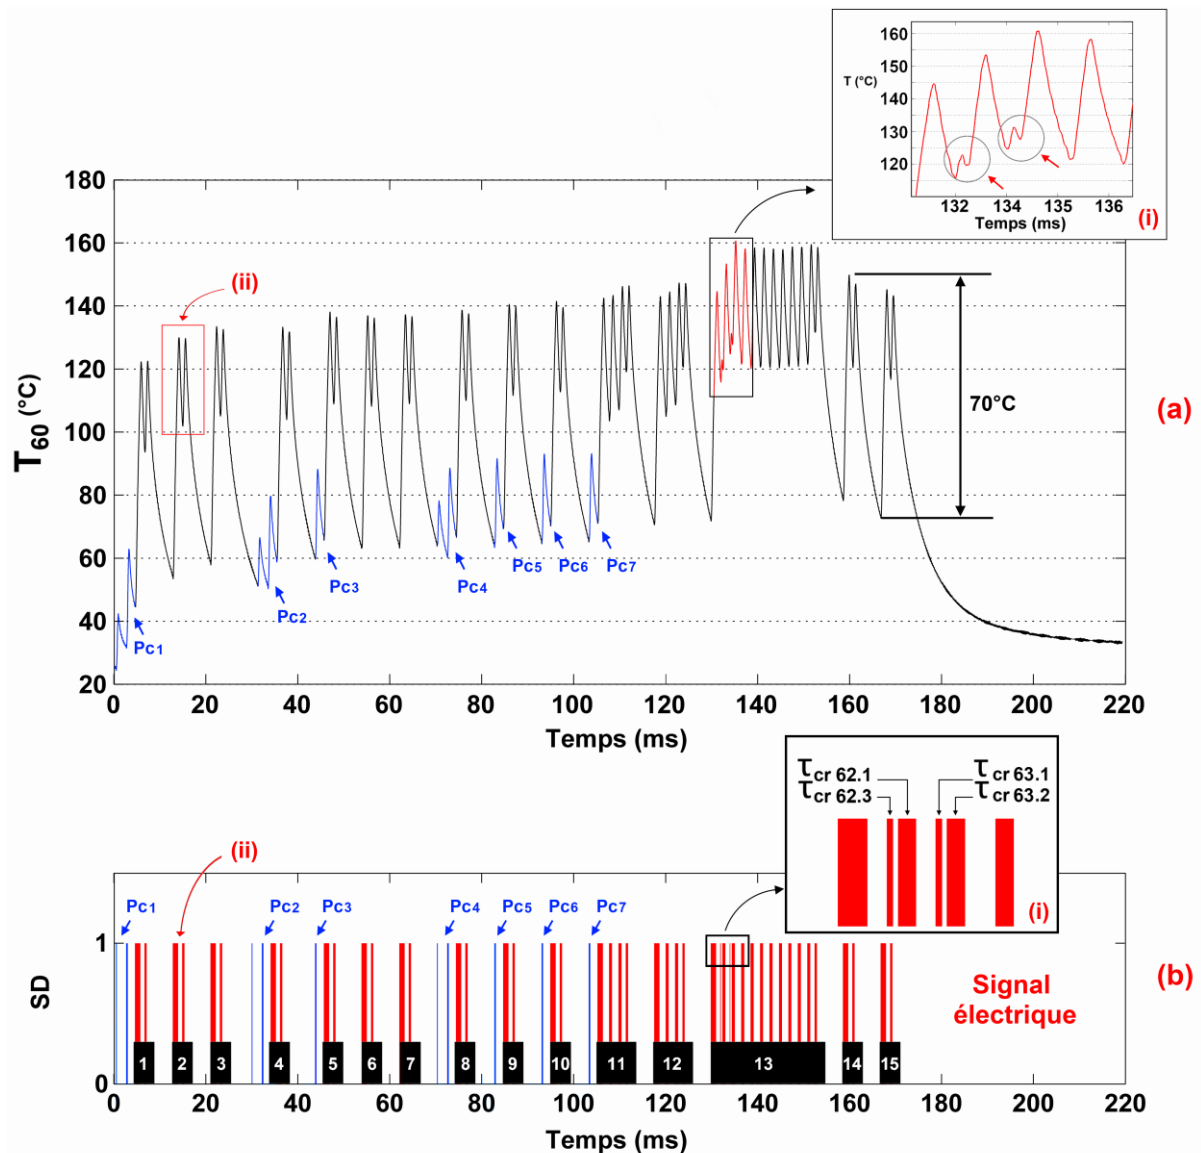 160
150
T (°C)
140
130
120
132 134 135 136
Temps (ms)
(i)
180
160
140
120
100
80
60
40
20
T60 (°C)
(ii)
70°C
(a)
Pc1
Pc2
Pc3
Pc4
Pc5
Pc6
Pc7
0 20 40 60 80 100 120 140 160 180 200 220
Temps (ms)
τcr 62.1
τcr 62.3
τcr 63.1
τcr 63.2
(i)
(ii)
Pc1 Pc2 Pc3 Pc4 Pc5 Pc6 Pc7
1
SD
0
Signal
électrique
(b)
1 2 3 4 5 6 7 8 9 10 11 12 13 14 15
0 20 40 60 80 100 120 140 160 180 200 220
Temps (ms)